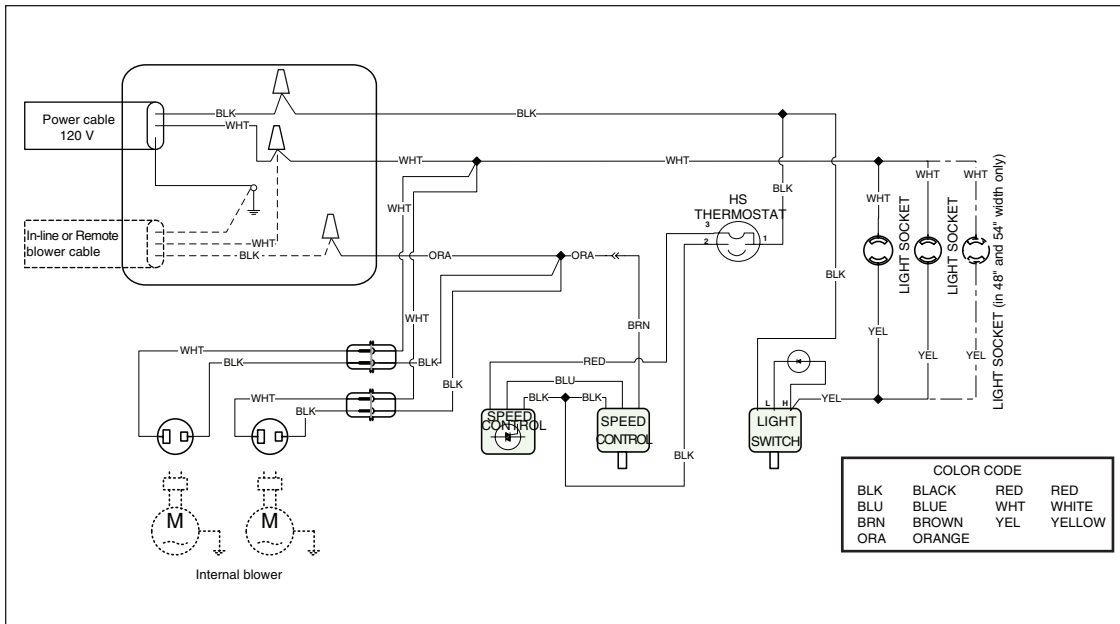 BLK
BLK
Power cable
120 V
WHT
WHT
WHT
WHT
WHT
WHT
LIGHT SOCKET
LIGHT SOCKET
LIGHT SOCKET (in 48" and 54" width only)
BLK
HS
THERMOSTAT
3
2
1
WHT
WHT
In-line or Remote
blower cable
WHT
BLK
ORA
ORA
BLK
WHT
BRN
YEL
YEL
YEL
WHT
BLK
BLK
RED
BLK
BLU
WHT
BLK
BLK
BLK
SPEED
CONTROL
SPEED
CONTROL
L
H
YEL
LIGHT
SWITCH
BLK
M
M
Internal blower
COLOR CODE
BLK BLACK RED RED
BLU BLUE WHT WHITE
BRN BROWN YEL YELLOW
ORA ORANGE